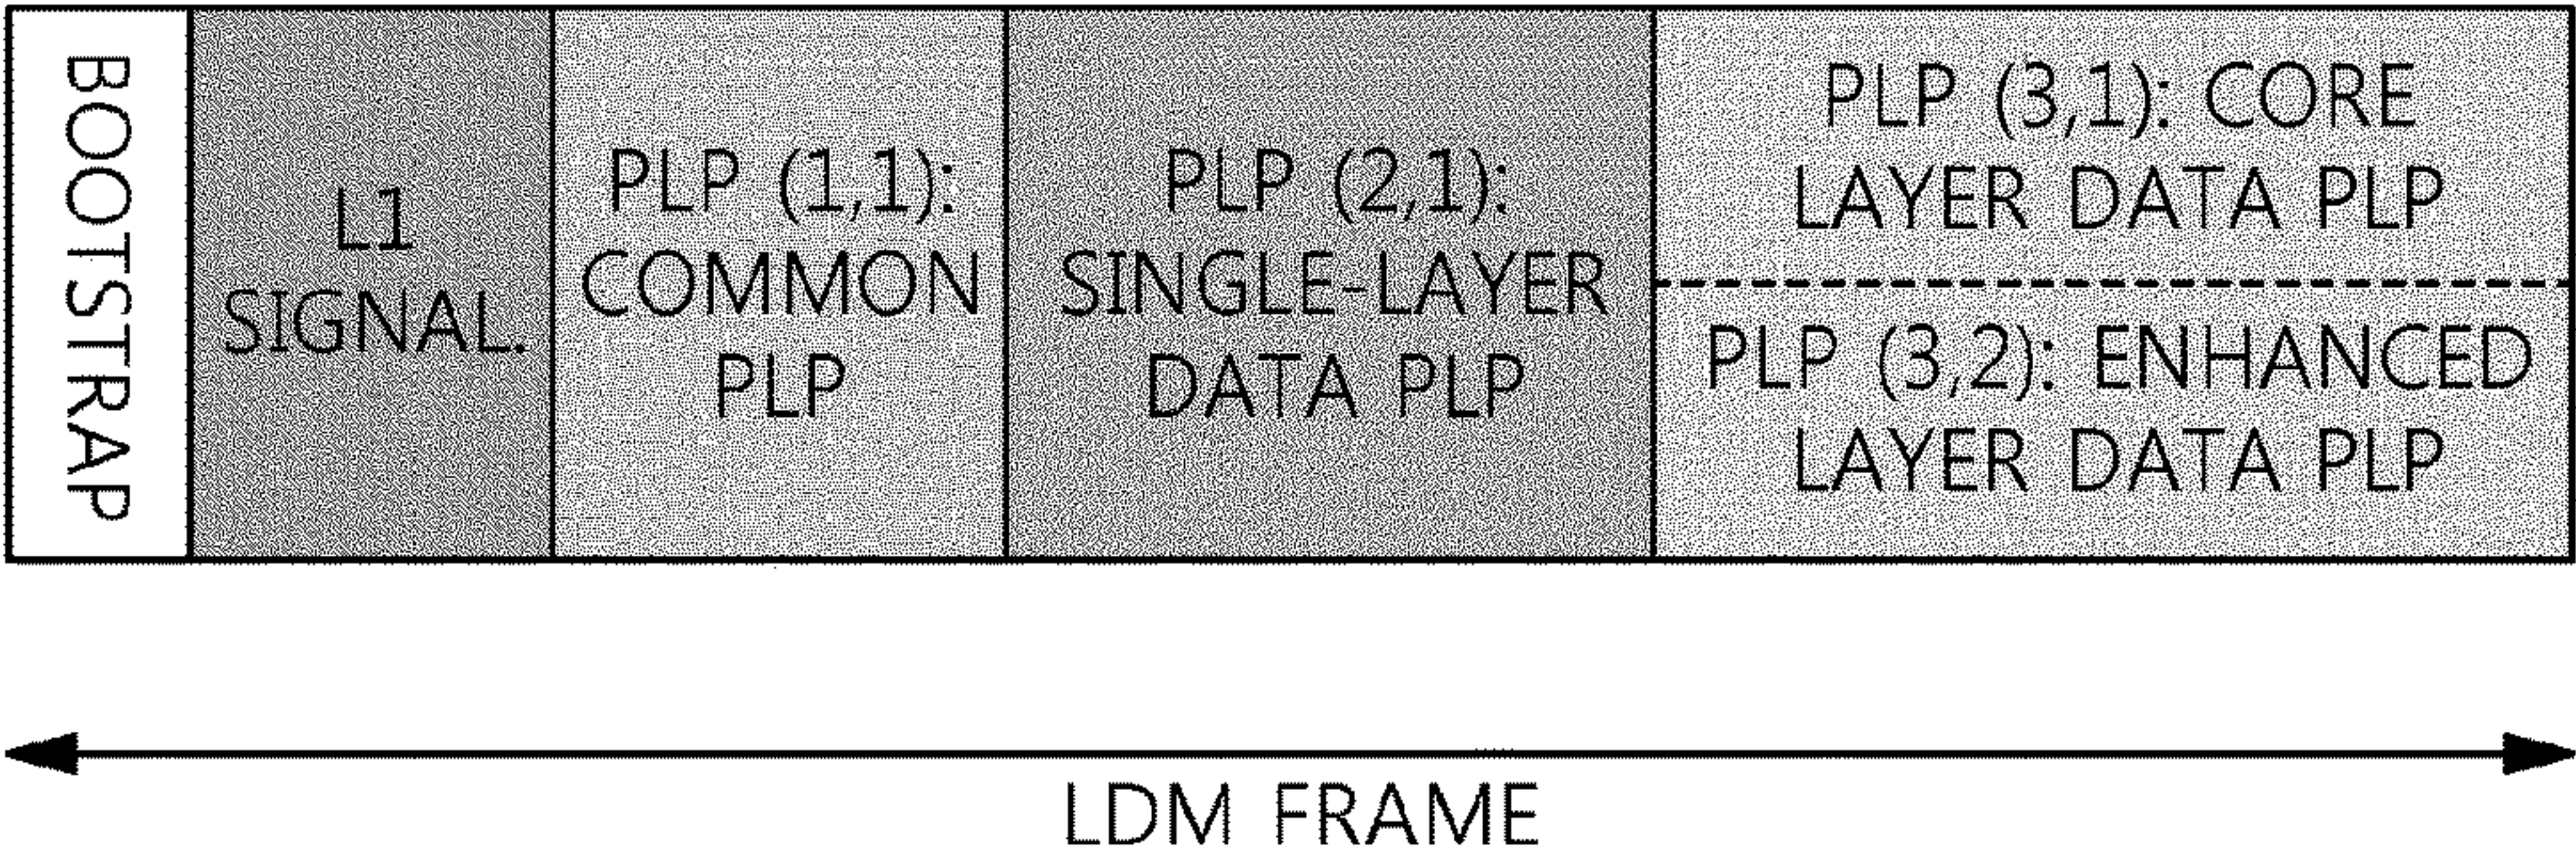 BOOTSTRAP
L1
SIGNAL.
PLP (1,1):
COMMON
PLP
PLP (2,1):
SINGLE-LAYER
DATA PLP
PLP (3,1): CORE
LAYER DATA PLP
PLP (3,2): ENHANCED
LAYER DATA PLP
LDM FRAME